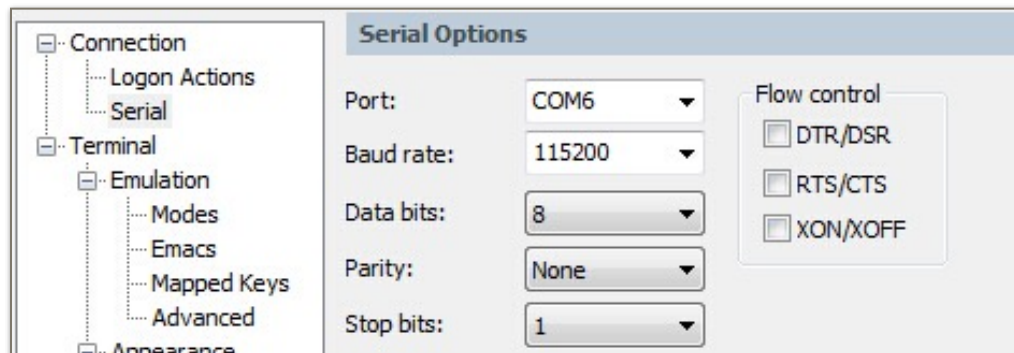 Connection
Logon Actions
Serial
Terminal
Emulation
Modes
Emacs
Mapped Keys
Advanced
Appearance
Serial Options
Port: COM6
Baud rate: 115200
Data bits: 8
Parity: None
Stop bits: 1
Flow control
DTR/DSR
RTS/CTS
XON/XOFF